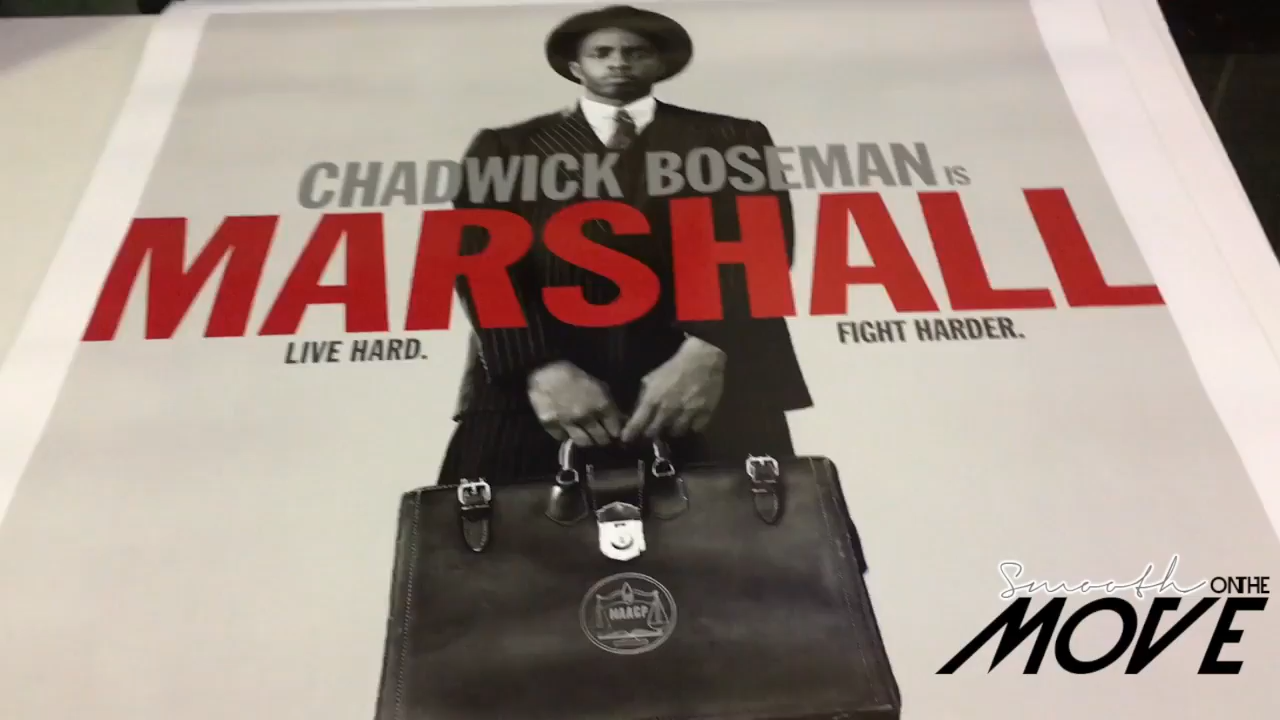 CHADWICK BOSEMAN IS
MARSHALL
LIVE HARD.
FIGHT HARDER.
NAACP
Smooth ON THE
MOVE